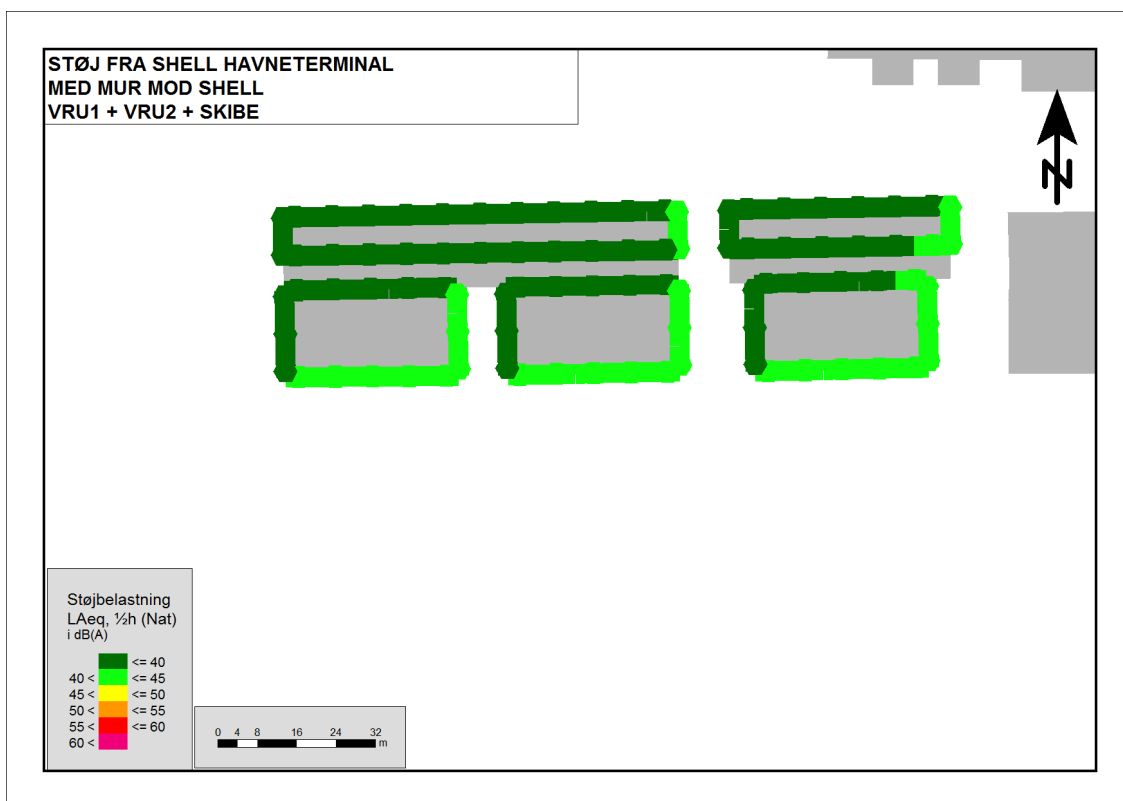 STØJ FRA SHELL HAVNETERMINAL
MED MUR MOD SHELL
VRU1 + VRU2 + SKIBE
N
Støjbelastning
LAeq, ½h (Nat)
i dB(A)
<= 40
40 < <= 45
45 < <= 50
50 < <= 55
55 < <= 60
60 <
0 4 8 16 24 32
m